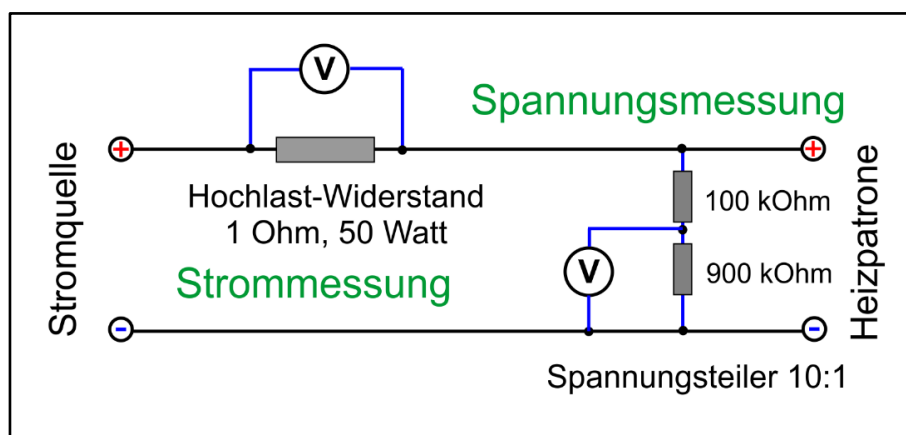 V
Spannungsmessung
+
+
Hochlast-Widerstand
1 Ohm, 50 Watt
100 kOhm
V
900 kOhm
Strommessung
Stromquelle
Heizpatrone
-
-
Spannungsteiler 10:1